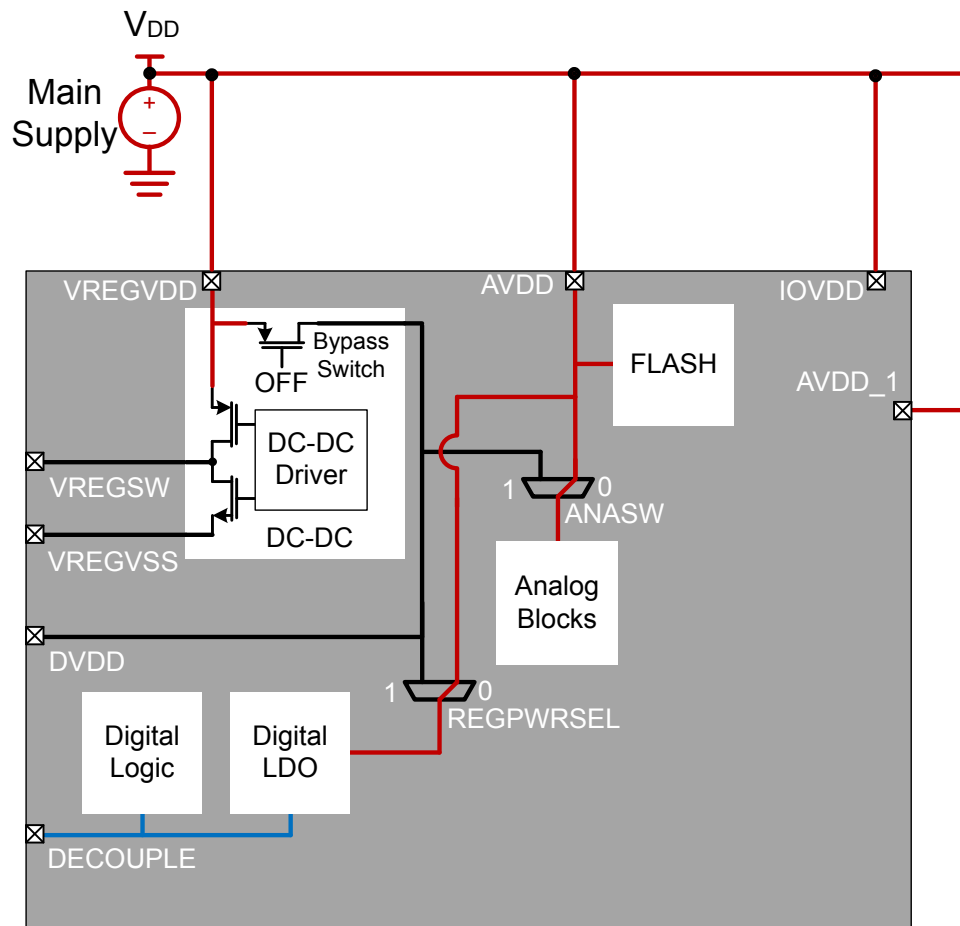 VDD
Main
Supply
+
–
VREGVDD
AVDD
IOVDD
Bypass
Switch
OFF
FLASH
AVDD_1
DC-DC
Driver
VREGSW
1
0
ANASW
DC-DC
VREGVSS
Analog
Blocks
DVDD
1
0
REGPWRSEL
Digital
Logic
Digital
LDO
DECOUPLE